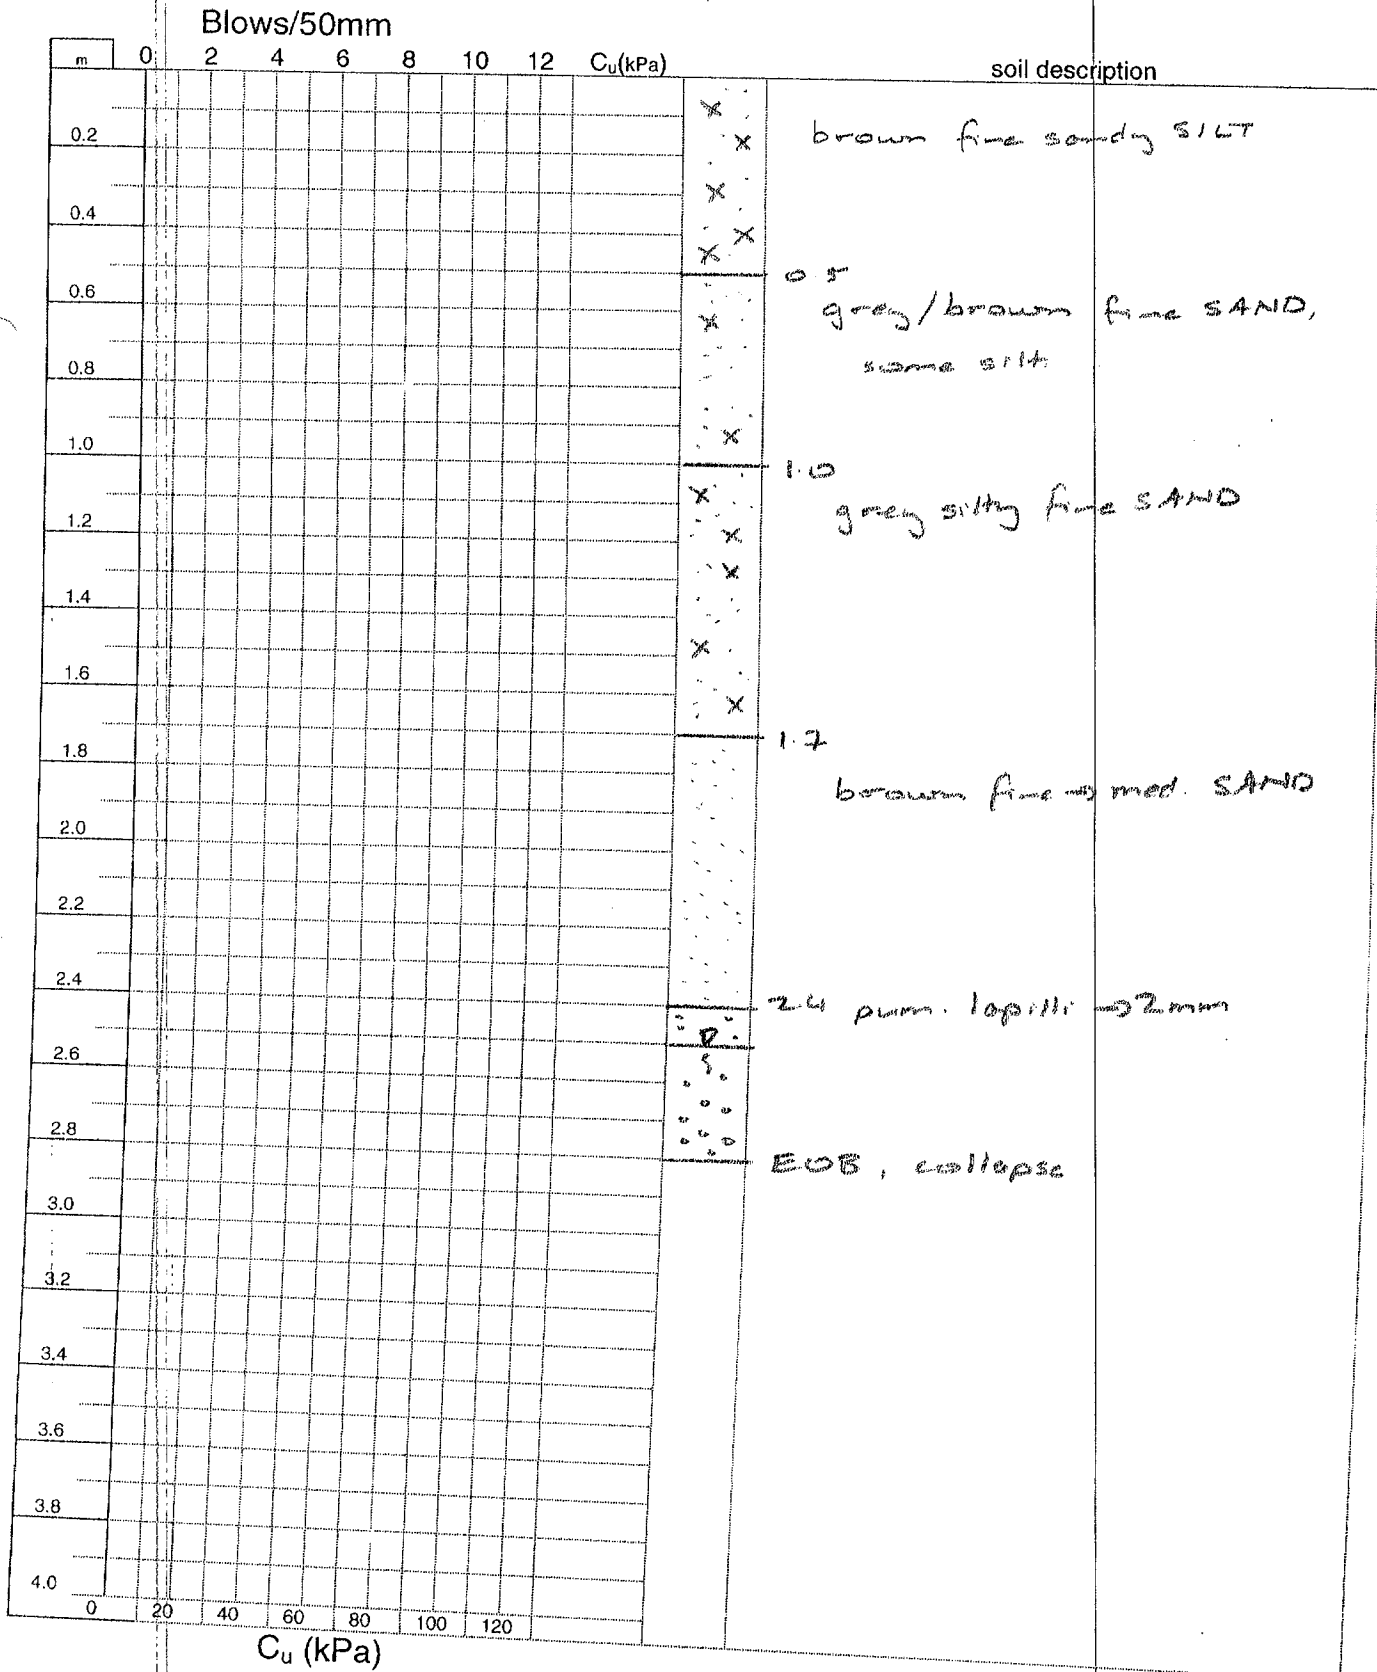 Blows/50mm
m 0 2 4 6 8 10 12 Cu(kPa) soil description
brown fine sandy SILT
0.2
0.4
0.5
0.6
grey/brown fine SAND,
some silt
0.8
1.0
1.0
grey silty fine SAND
1.2
1.4
1.6
1.7
1.8
brown fine → med. SAND
2.0
2.2
2.4
2.4 pum. lapilli → 2mm
2.6
2.8
EOB, collapse
3.0
3.2
3.4
3.6
3.8
4.0
0 20 40 60 80 100 120
Cu (kPa)